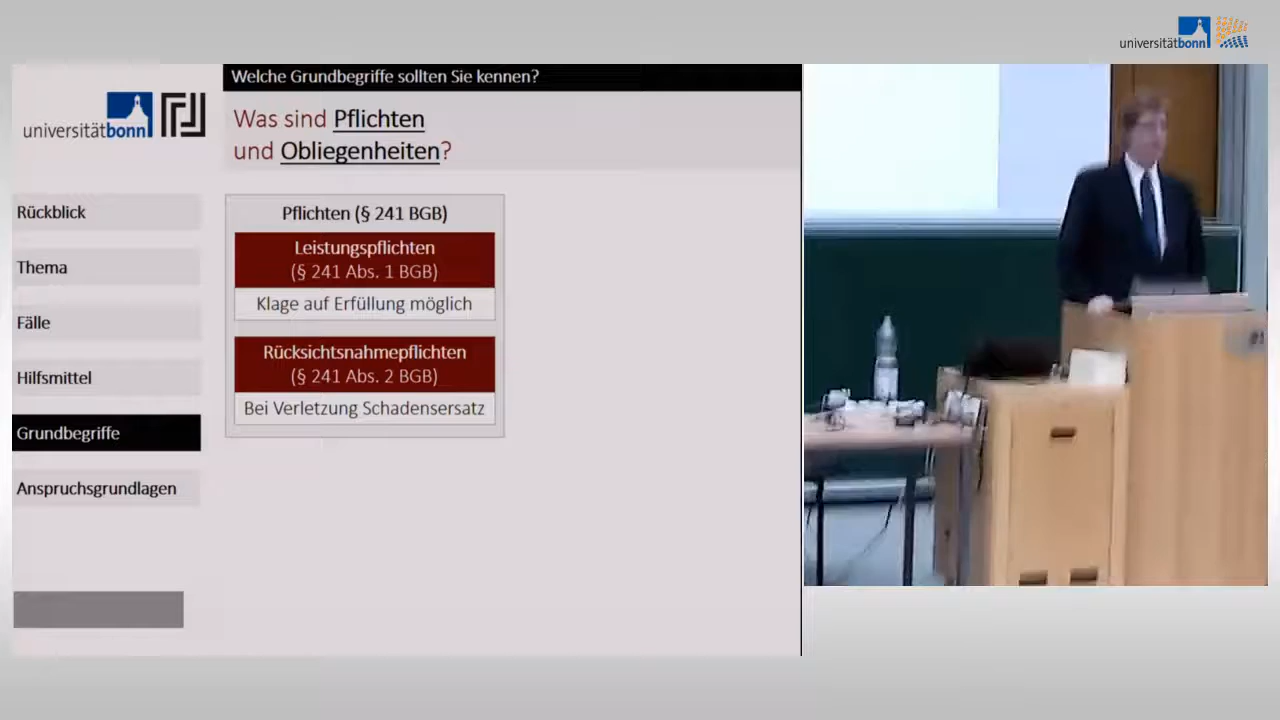 universitätbonn
Welche Grundbegriffe sollten Sie kennen?
universitätbonn
Was sind Pflichten
und Obliegenheiten?
Rückblick
Thema
Fälle
Hilfsmittel
Grundbegriffe
Anspruchsgrundlagen
Pflichten (§ 241 BGB)
Leistungspflichten
(§ 241 Abs. 1 BGB)
Klage auf Erfüllung möglich
Rücksichtsnahmepflichten
(§ 241 Abs. 2 BGB)
Bei Verletzung Schadensersatz